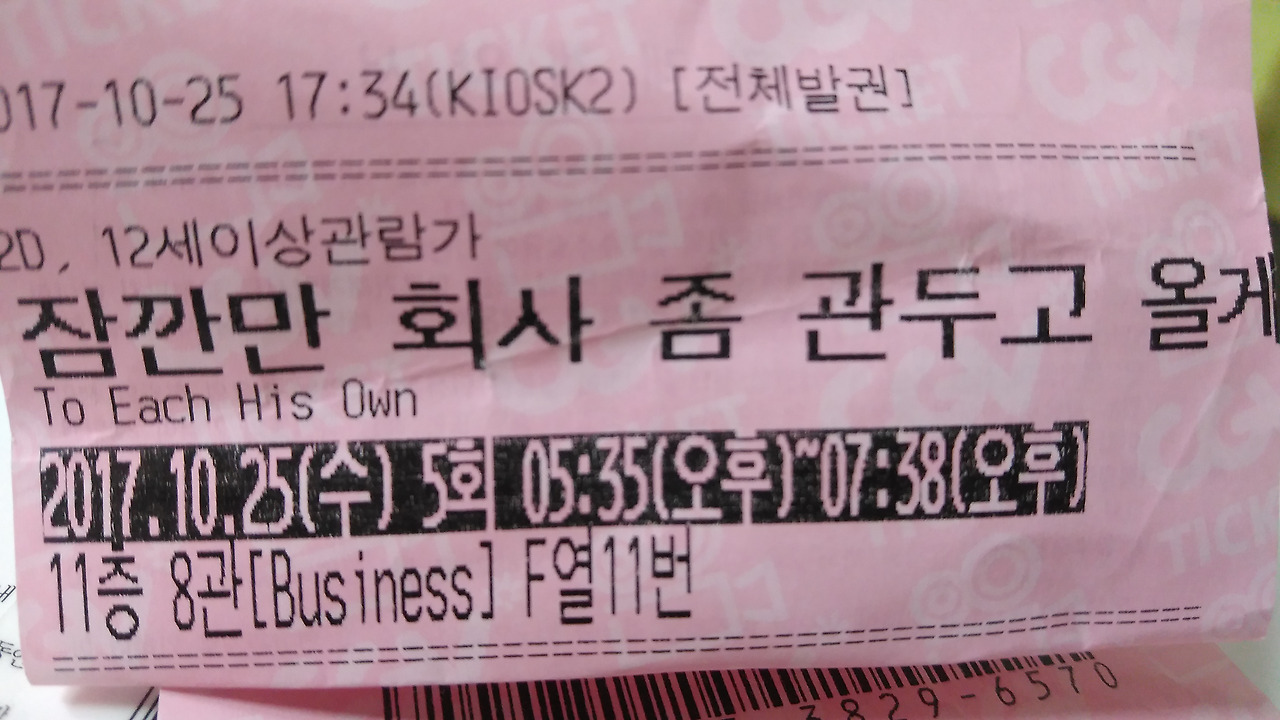 017-10-25 17:34(KIOSK2) [전체발권]
2D, 12세이상관람가
잠깐만 회사 좀 관두고 올게
To Each His Own
2017.10.25(수) 5회 05:35(오후)~07:38(오후)
11층 8관[Business] F열11번
3829-6570